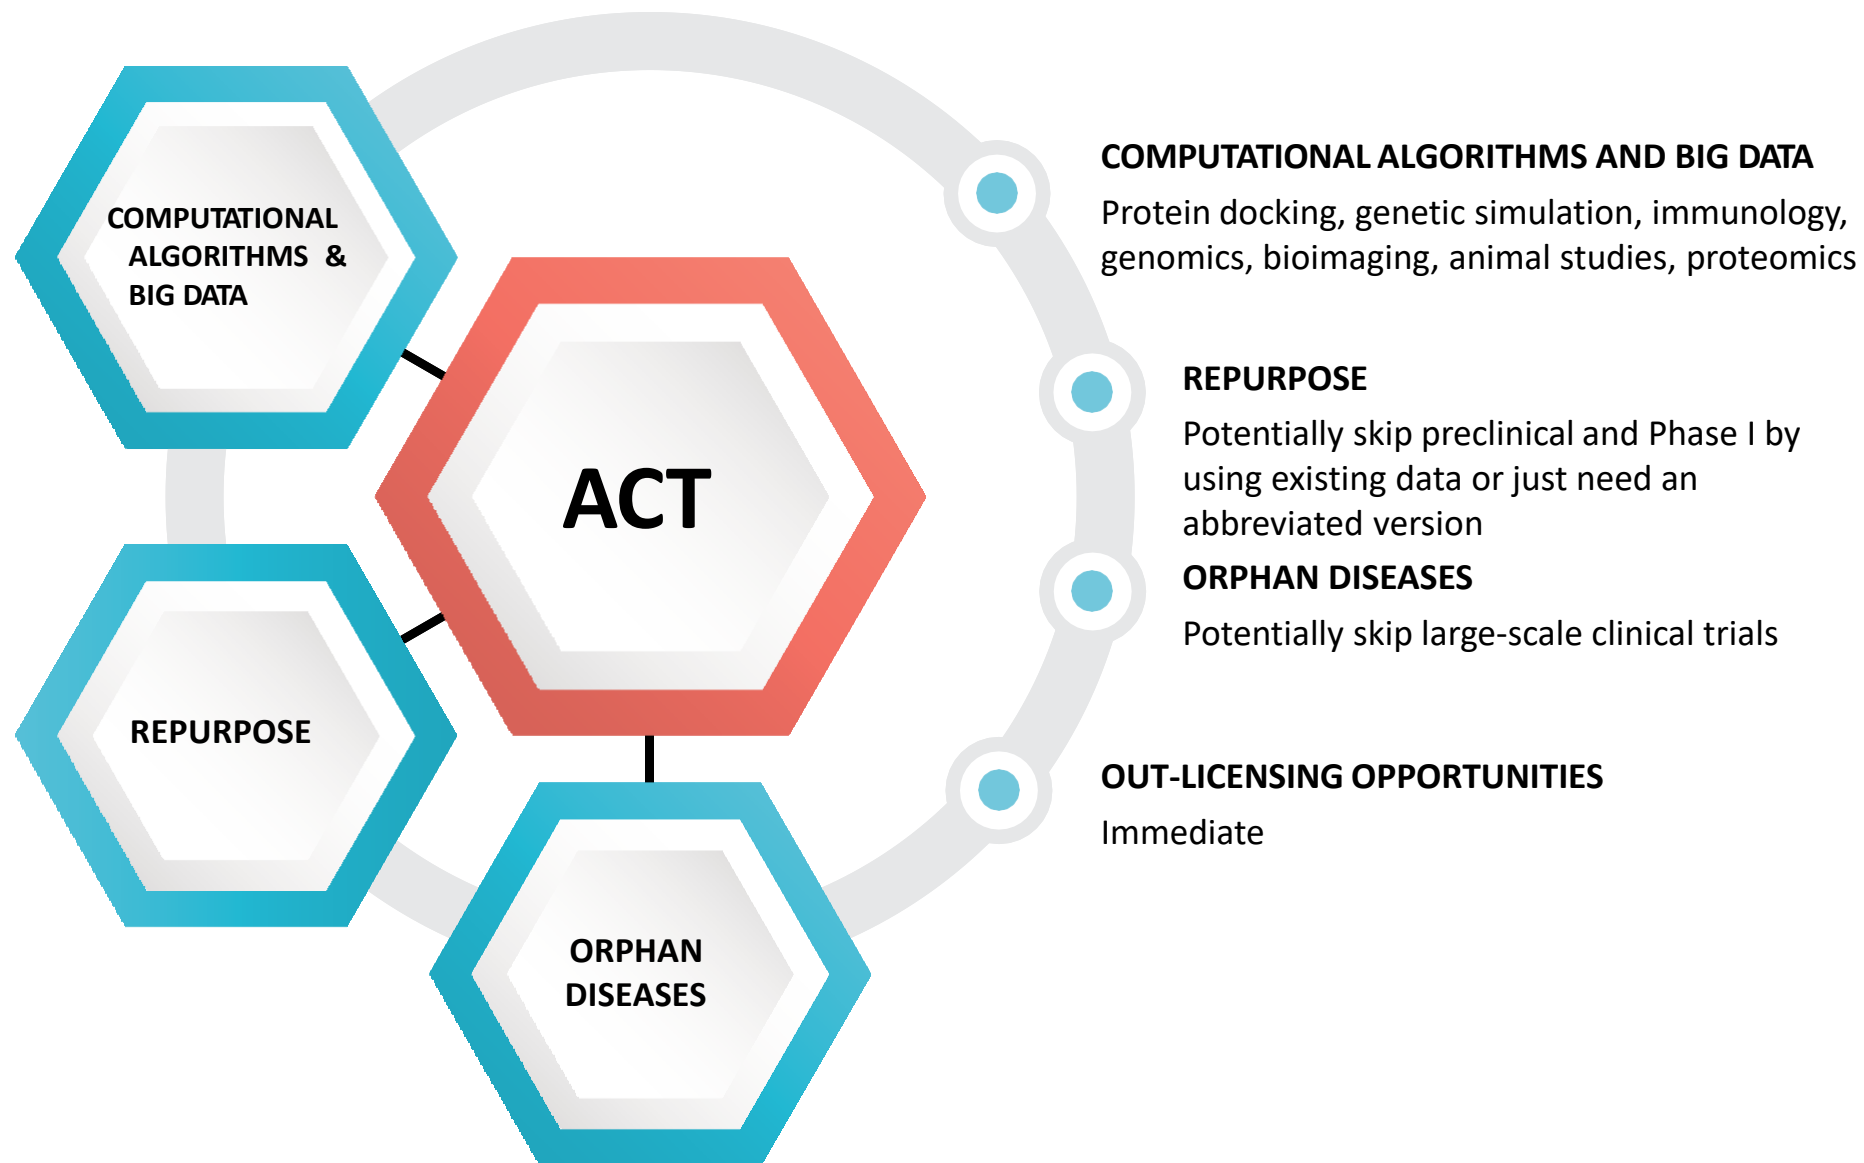 COMPUTATIONAL
ALGORITHMS &
BIG DATA
ACT
REPURPOSE
ORPHAN
DISEASES
COMPUTATIONAL ALGORITHMS AND BIG DATA
Protein docking, genetic simulation, immunology,
genomics, bioimaging, animal studies, proteomics
REPURPOSE
Potentially skip preclinical and Phase I by
using existing data or just need an
abbreviated version
ORPHAN DISEASES
Potentially skip large-scale clinical trials
OUT-LICENSING OPPORTUNITIES
Immediate